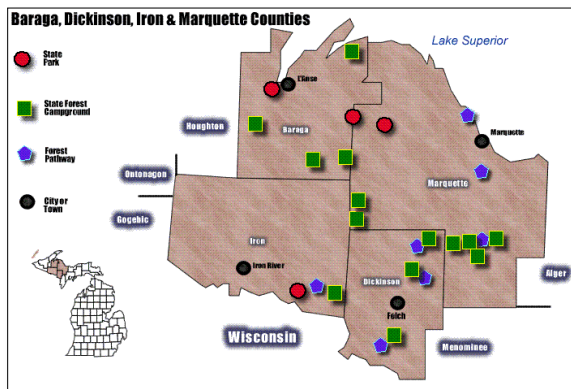 Baraga, Dickinson, Iron & Marquette Counties
Lake Superior
State
Park
L'Anse
State Forest
Campground
Houghton
Baraga
Marquette
Forest
Pathway
Ontonagon
Marquette
City or
Town
Gogebic
Iron
Iron River
Dickinson
Alger
Felch
Wisconsin
Menominee